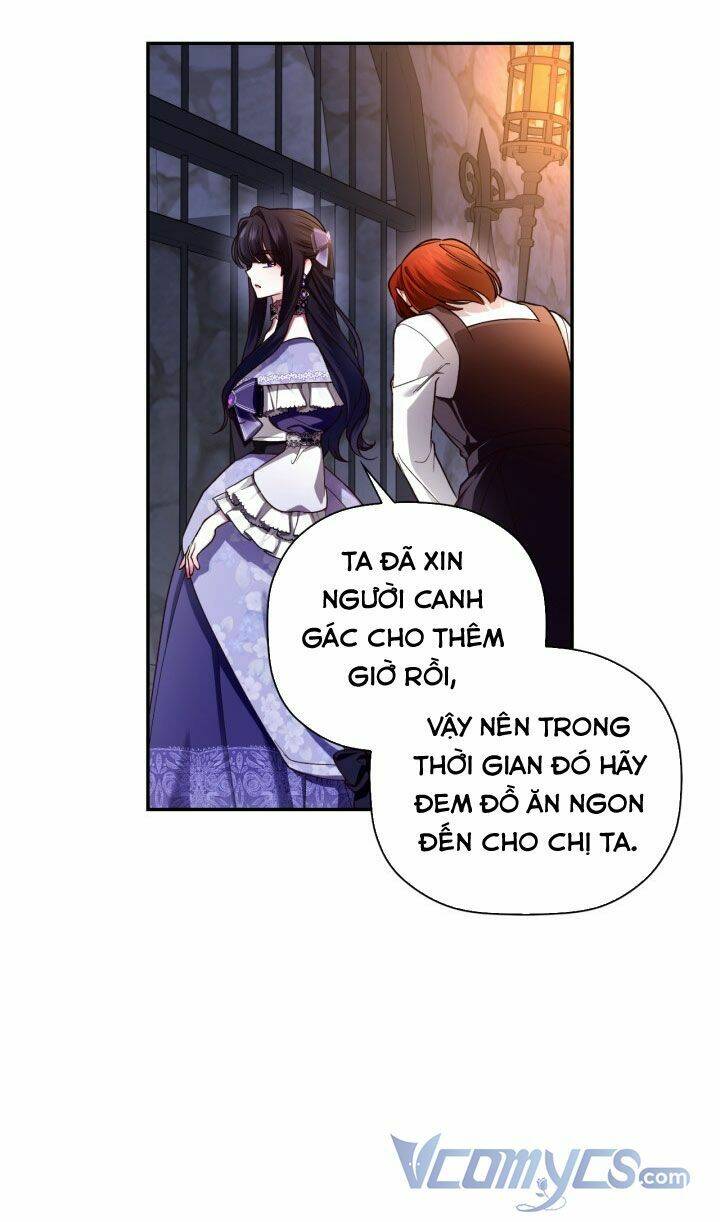 TA ĐÃ XIN
NGƯỜI CANH
GÁC CHO THÊM
GIỜ RỒI,
VẬY NÊN TRONG
THỜI GIAN ĐÓ HÃY
ĐEM ĐỒ ĂN NGON
ĐẾN CHO CHỊ TA.
VCOMYCS.com